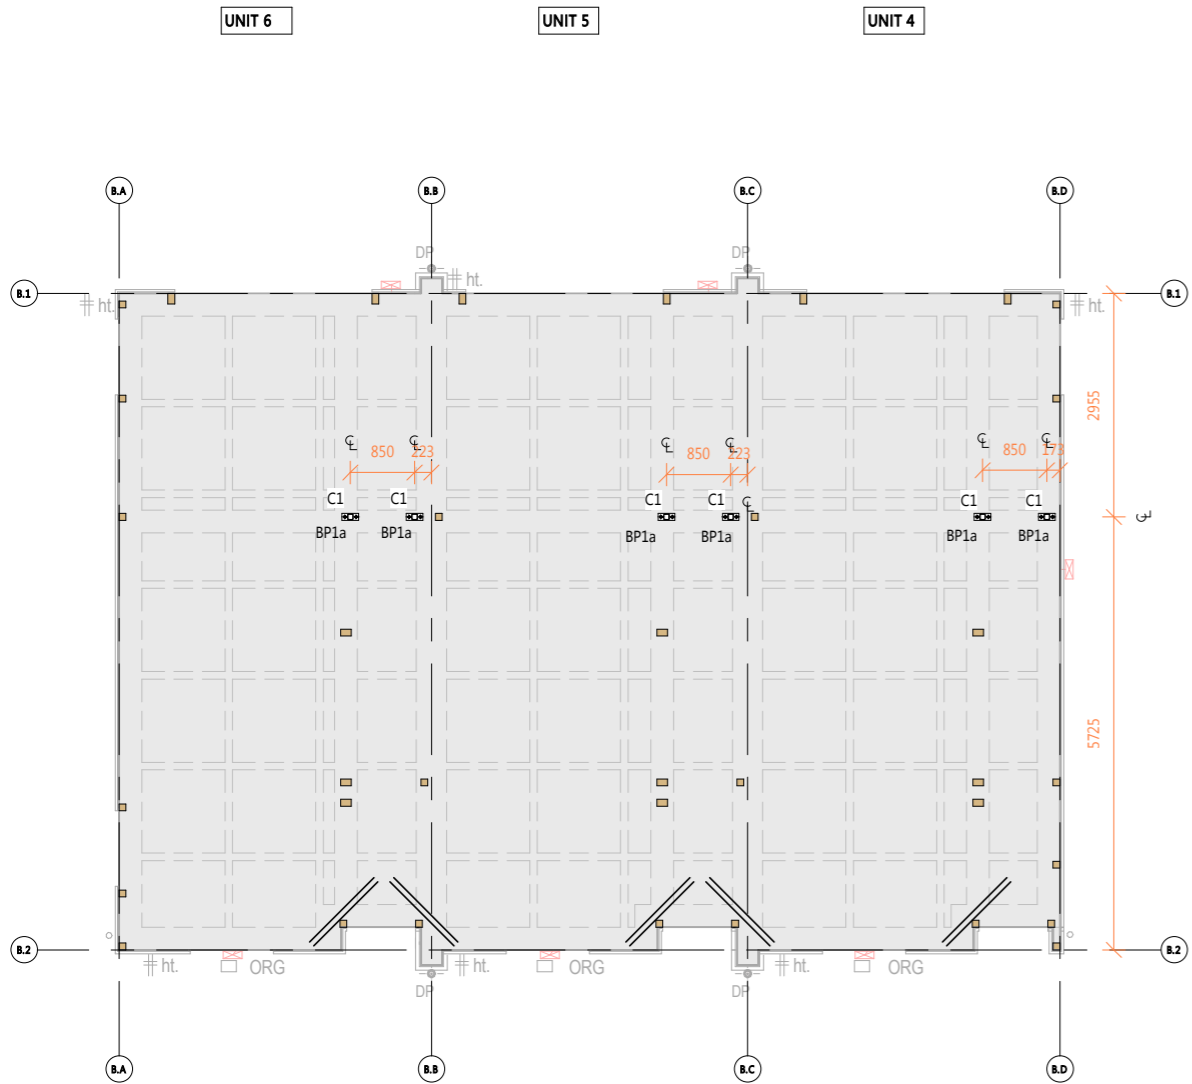 UNIT 6 UNIT 5 UNIT 4
B.A B.B B.C B.D
DP DP
ht. ht. ht.
B.1 B.1
2955
℄ ℄ ℄ ℄ ℄ ℄
850 223 850 223 850 173
C1 C1 C1 C1 C1 C1
℄ ℄
BP1a BP1a BP1a BP1a BP1a BP1a
5725
B.2 B.2
ht. ORG ht. ORG ht. ORG
DP DP
B.A B.B B.C B.D